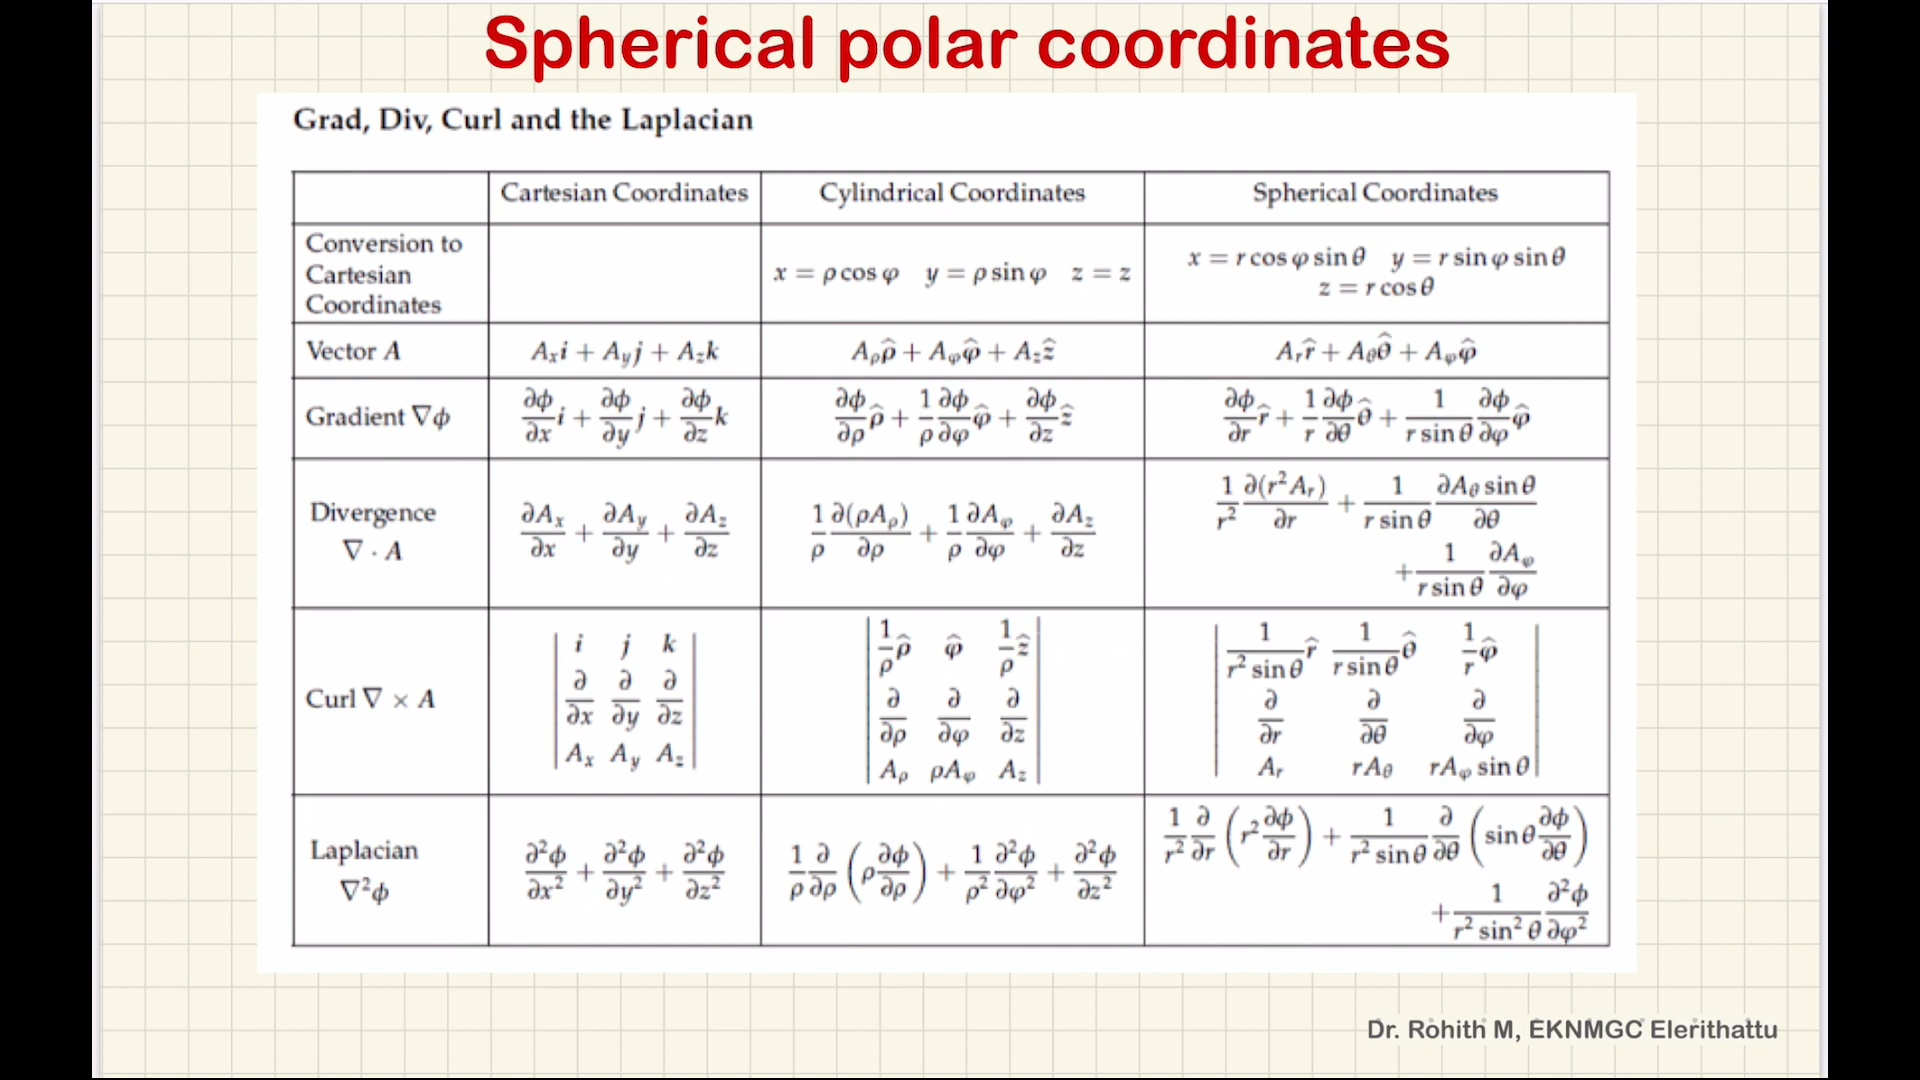 Spherical polar coordinates
Grad, Div, Curl and the Laplacian
Cartesian Coordinates Cylindrical Coordinates Spherical Coordinates
Conversion to Cartesian Coordinates
x = ρ cos φ y = ρ sin φ z = z
x = r cos φ sin θ y = r sin φ sin θ
z = r cos θ
Vector A
A_x i + A_y j + A_z k
A_ρ ρ̂ + A_φ φ̂ + A_z ẑ
A_r r̂ + A_θ θ̂ + A_φ φ̂
Gradient ∇ϕ
∂ϕ/∂x i + ∂ϕ/∂y j + ∂ϕ/∂z k
∂ϕ/∂ρ ρ̂ + 1/ρ ∂ϕ/∂φ φ̂ + ∂ϕ/∂z ẑ
∂ϕ/∂r r̂ + 1/r ∂ϕ/∂θ θ̂ + 1/(r sin θ) ∂ϕ/∂φ φ̂
Divergence
∇ · A
∂A_x/∂x + ∂A_y/∂y + ∂A_z/∂z
1/ρ ∂(ρA_ρ)/∂ρ + 1/ρ ∂A_φ/∂φ + ∂A_z/∂z
1/r² ∂(r²A_r)/∂r + 1/(r sin θ) ∂A_θ sin θ/∂θ
+ 1/(r sin θ) ∂A_φ/∂φ
Curl ∇ × A
| i j k |
| ∂/∂x ∂/∂y ∂/∂z |
| A_x A_y A_z |
| 1/ρ ρ̂ φ̂ 1/ρ ẑ |
| ∂/∂ρ ∂/∂φ ∂/∂z |
| A_ρ ρA_φ A_z |
| 1/(r² sin θ) r̂ 1/(r sin θ) θ̂ 1/r φ̂ |
| ∂/∂r ∂/∂θ ∂/∂φ |
| A_r rA_θ rA_φ sin θ |
Laplacian
∇²ϕ
∂²ϕ/∂x² + ∂²ϕ/∂y² + ∂²ϕ/∂z²
1/ρ ∂/∂ρ (ρ ∂ϕ/∂ρ) + 1/ρ² ∂²ϕ/∂φ² + ∂²ϕ/∂z²
1/r² ∂/∂r (r² ∂ϕ/∂r) + 1/(r² sin θ) ∂/∂θ (sin θ ∂ϕ/∂θ)
+ 1/(r² sin² θ) ∂²ϕ/∂φ²
Dr. Rohith M, EKNMGC Elerithattu